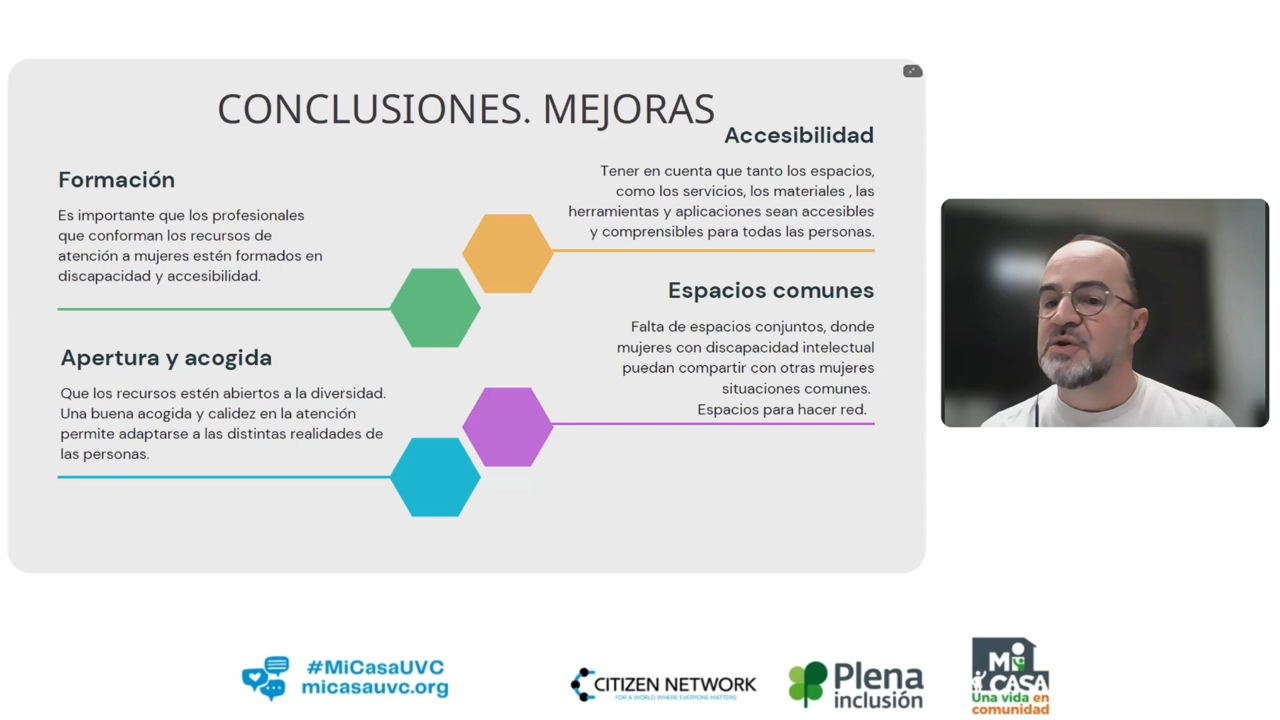 CONCLUSIONES. MEJORAS
Formación
Es importante que los profesionales
que conforman los recursos de
atención a mujeres estén formados en
discapacidad y accesibilidad.
Accesibilidad
Tener en cuenta que tanto los espacios,
como los servicios, los materiales , las
herramientas y aplicaciones sean accesibles
y comprensibles para todas las personas.
Apertura y acogida
Que los recursos estén abiertos a la diversidad.
Una buena acogida y calidez en la atención
permite adaptarse a las distintas realidades de
las personas.
Espacios comunes
Falta de espacios conjuntos, donde
mujeres con discapacidad intelectual
puedan compartir con otras mujeres
situaciones comunes.
Espacios para hacer red.
#MiCasaUVC
micasauvc.org
CITIZEN NETWORK
FOR A WORLD WHERE EVERYONE MATTERS
Plena
inclusión
Mi
CASA
Una vida en
comunidad